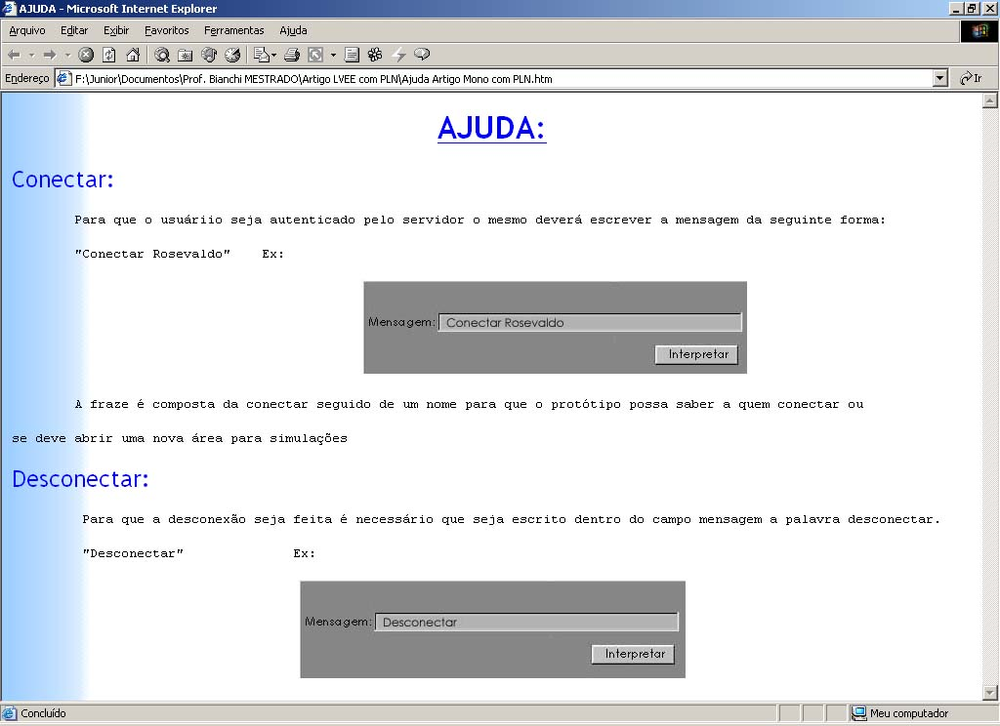 AJUDA - Microsoft Internet Explorer
Arquivo Editar Exibir Favoritos Ferramentas Ajuda
Endereço F:\Junior\Documentos\Prof. Bianchi MESTRADO\Artigo LVEE com PLN\Ajuda Artigo Mono com PLN.htm Ir
AJUDA:
Conectar:
Para que o usuáriio seja autenticado pelo servidor o mesmo deverá escrever a mensagem da seguinte forma:
"Conectar Rosevaldo" Ex:
Mensagem: Conectar Rosevaldo
Interpretar
A fraze é composta da conectar seguido de um nome para que o protótipo possa saber a quem conectar ou
se deve abrir uma nova área para simulações
Desconectar:
Para que a desconexão seja feita é necessário que seja escrito dentro do campo mensagem a palavra desconectar.
"Desconectar" Ex:
Mensagem: Desconectar
Interpretar
Concluído Meu computador